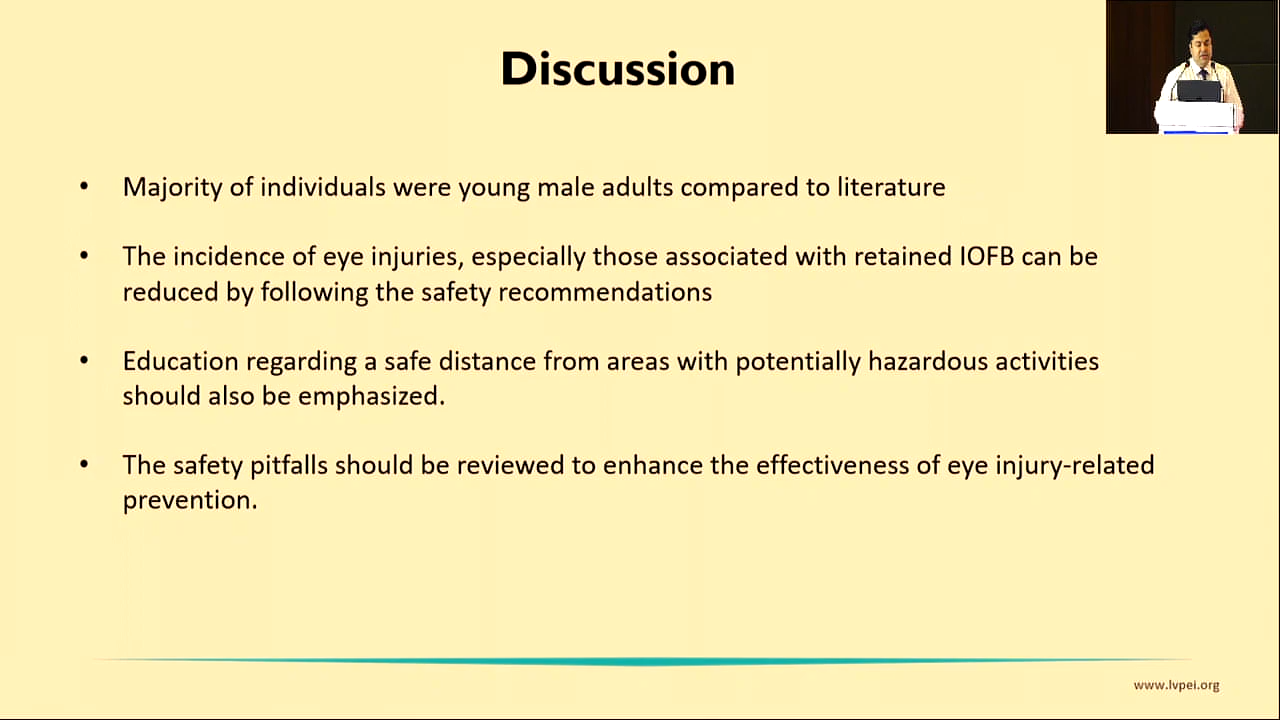 Discussion
• Majority of individuals were young male adults compared to literature
• The incidence of eye injuries, especially those associated with retained IOFB can be
reduced by following the safety recommendations
• Education regarding a safe distance from areas with potentially hazardous activities
should also be emphasized.
• The safety pitfalls should be reviewed to enhance the effectiveness of eye injury-related
prevention.
www.lvpei.org